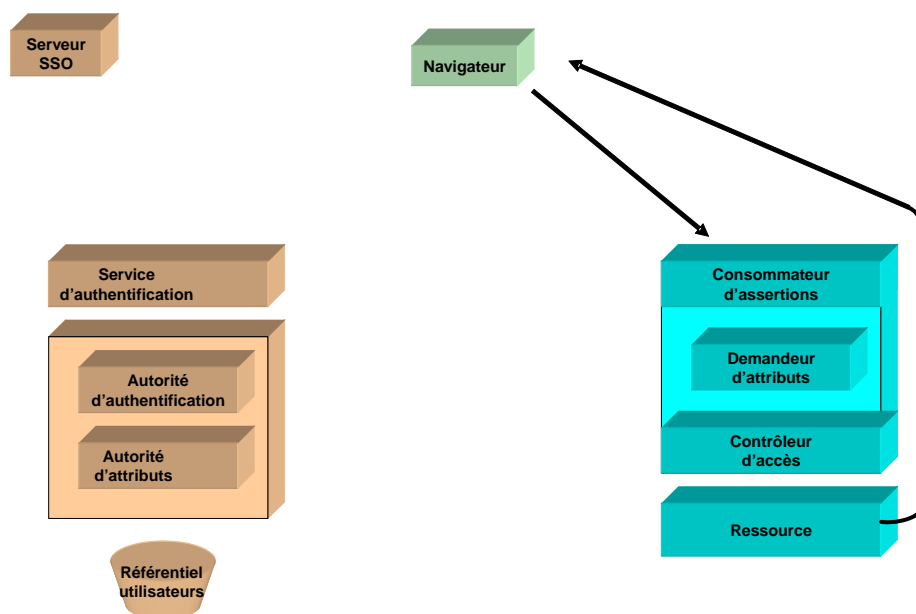 Serveur
SSO
Navigateur
Service
d'authentification
Consommateur
d'assertions
Autorité
d'authentification
Demandeur
d'attributs
Autorité
d'attributs
Contrôleur
d'accès
Ressource
Référentiel
utilisateurs